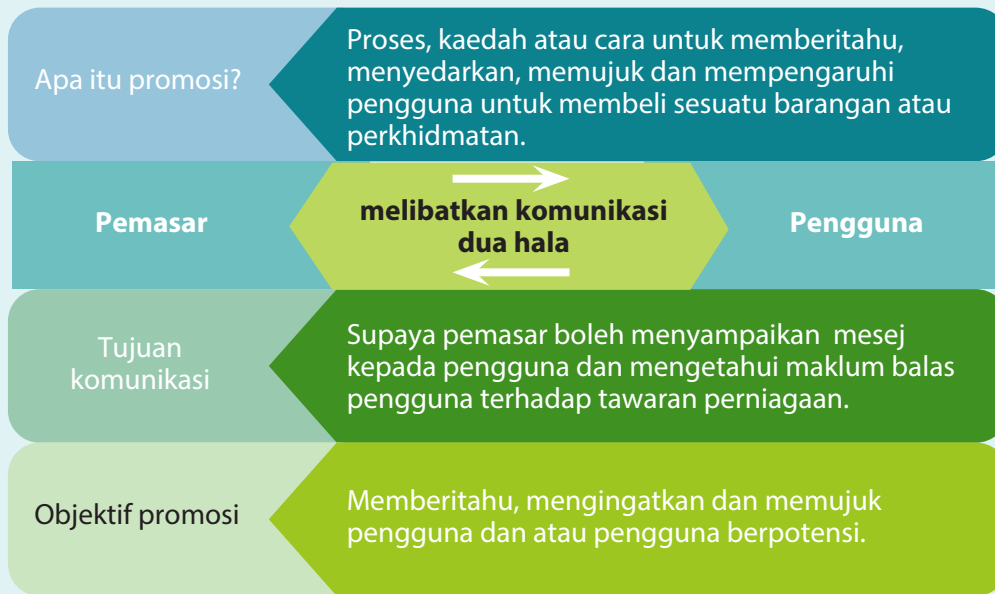 Apa itu promosi?
Proses, kaedah atau cara untuk memberitahu,
menyedarkan, memujuk dan mempengaruhi
pengguna untuk membeli sesuatu barangan atau
perkhidmatan.
Pemasar
melibatkan komunikasi
dua hala
Pengguna
Tujuan
komunikasi
Supaya pemasar boleh menyampaikan mesej
kepada pengguna dan mengetahui maklum balas
pengguna terhadap tawaran perniagaan.
Objektif promosi
Memberitahu, mengingatkan dan memujuk
pengguna dan atau pengguna berpotensi.